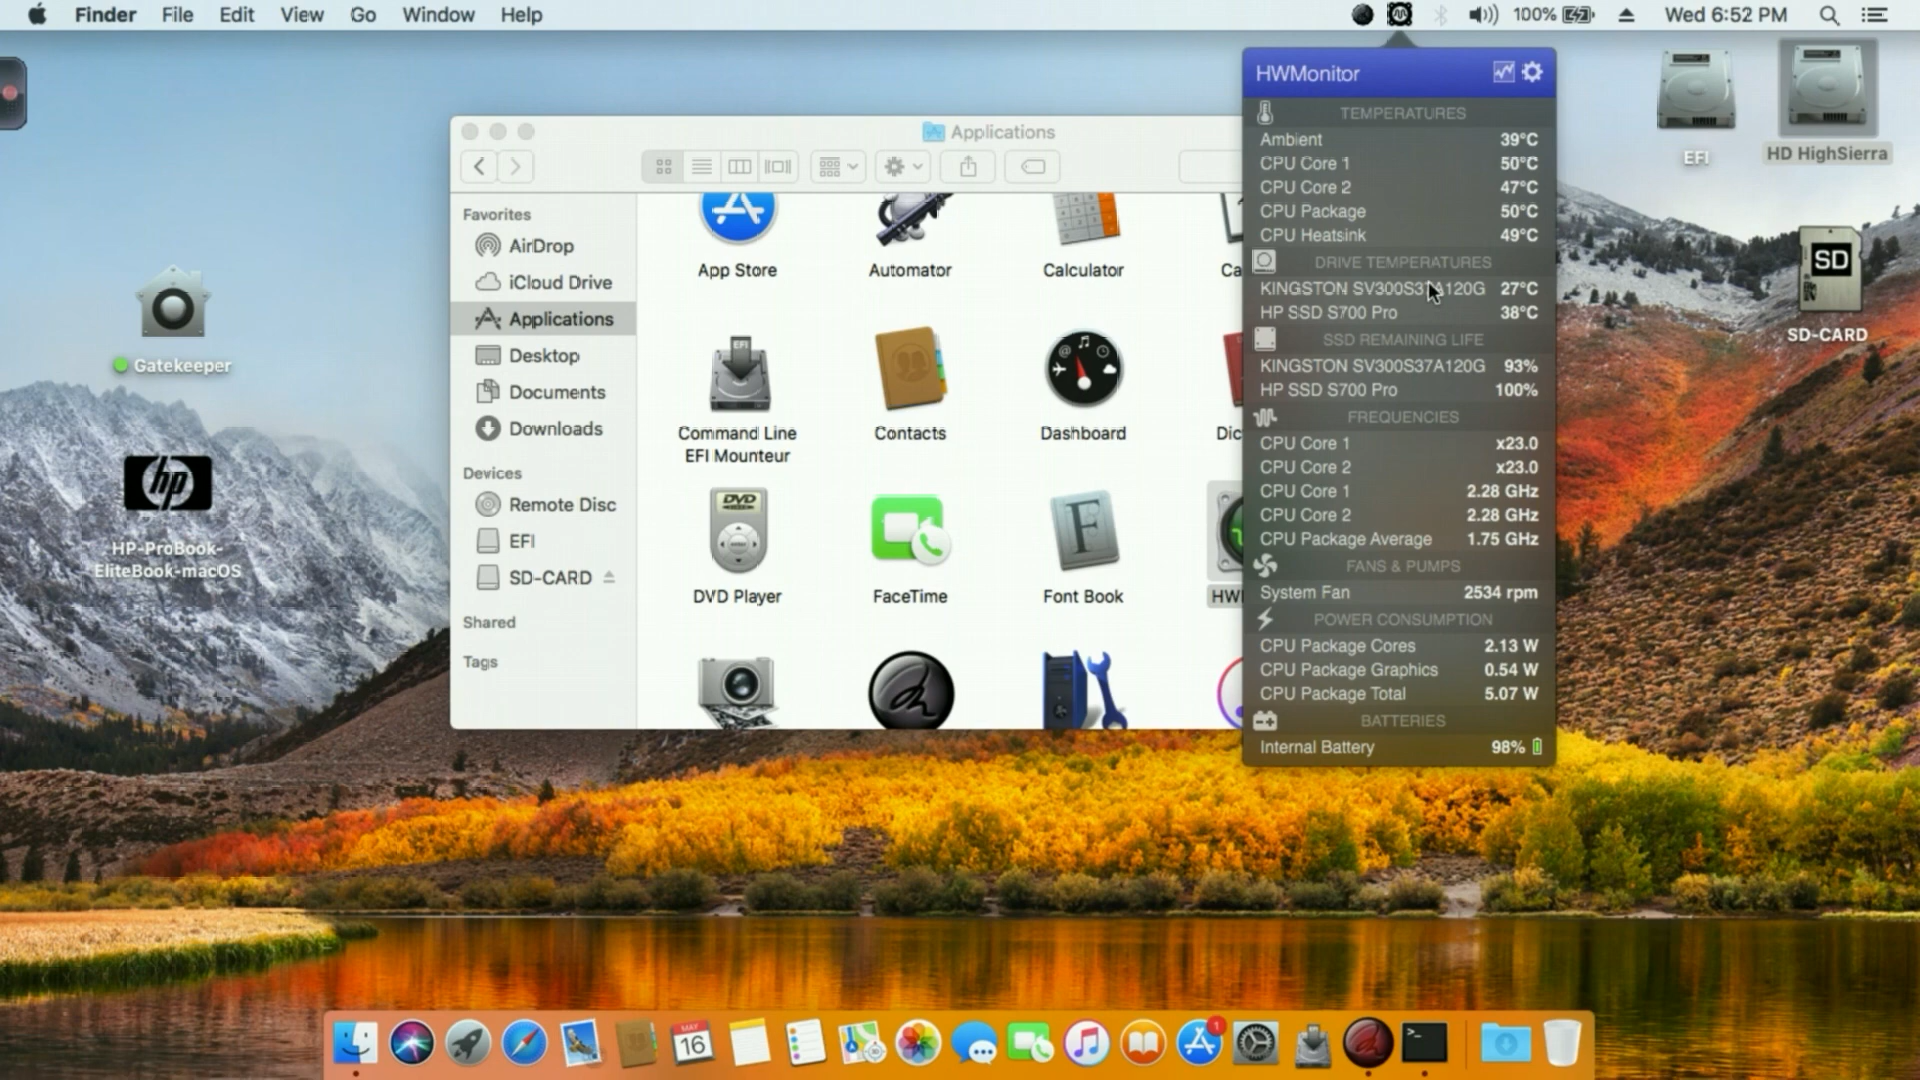 Finder File Edit View Go Window Help
100% Wed 6:52 PM
HWMonitor
TEMPERATURES
Ambient 39°C
CPU Core 1 50°C
CPU Core 2 47°C
CPU Package 50°C
CPU Heatsink 49°C
DRIVE TEMPERATURES
KINGSTON SV300S37A120G 27°C
HP SSD S700 Pro 38°C
SSD REMAINING LIFE
KINGSTON SV300S37A120G 93%
HP SSD S700 Pro 100%
FREQUENCIES
CPU Core 1 x23.0
CPU Core 2 x23.0
CPU Core 1 2.28 GHz
CPU Core 2 2.28 GHz
CPU Package Average 1.75 GHz
FANS & PUMPS
System Fan 2534 rpm
POWER CONSUMPTION
CPU Package Cores 2.13 W
CPU Package Graphics 0.54 W
CPU Package Total 5.07 W
BATTERIES
Internal Battery 98%
Applications
Favorites
AirDrop
iCloud Drive
Applications
Desktop
Documents
Downloads
Devices
Remote Disc
EFI
SD-CARD
Shared
Tags
App Store Automator Calculator Ca
EFI
Command Line
EFI Mounteur
Contacts Dashboard Dic
DVD
F
DVD Player FaceTime Font Book HW
Gatekeeper
hp
HP-ProBook-
EliteBook-macOS
EFI
HD HighSierra
SD
SD-CARD
MAY
16
1